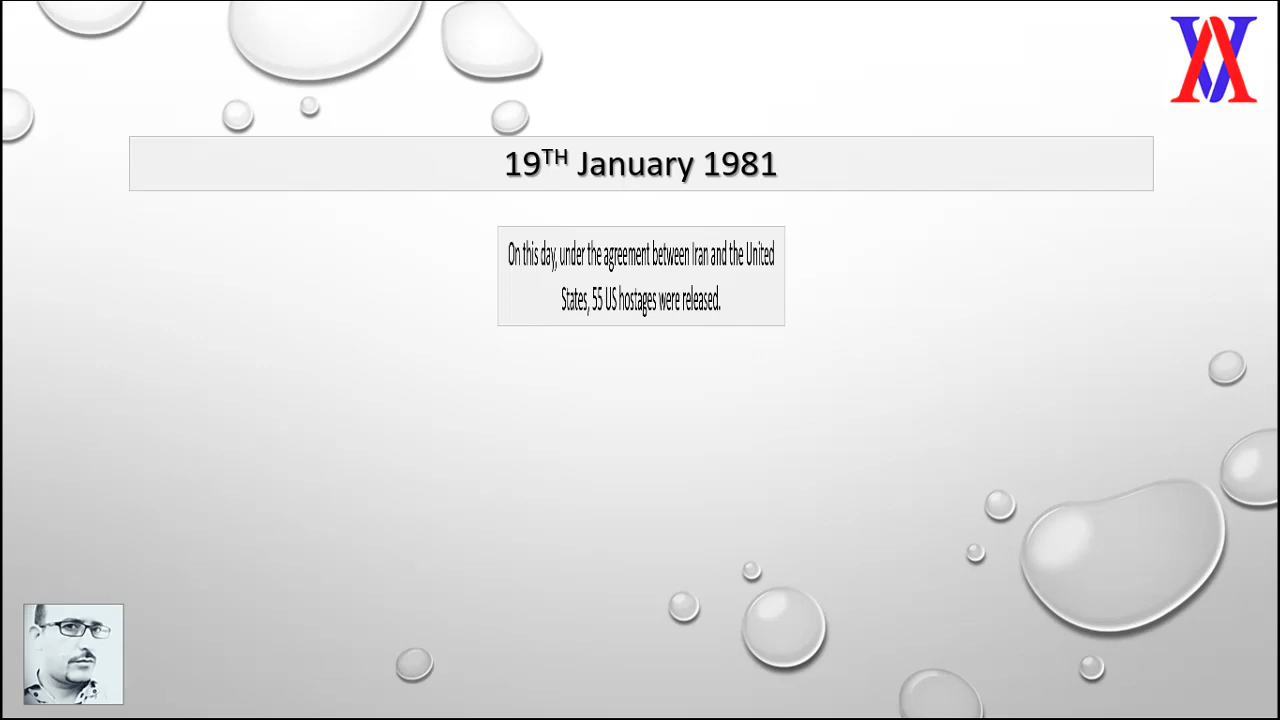 19TH January 1981
On this day, under the agreement between Iran and the United
States, 55 US hostages were released.